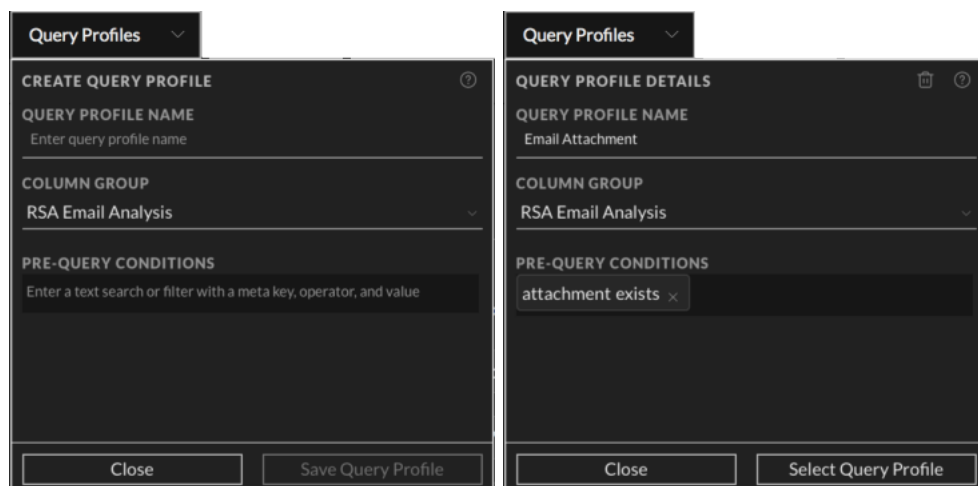 Query Profiles
CREATE QUERY PROFILE
QUERY PROFILE NAME
Enter query profile name
COLUMN GROUP
RSA Email Analysis
PRE-QUERY CONDITIONS
Enter a text search or filter with a meta key, operator, and value
Close
Save Query Profile
Query Profiles
QUERY PROFILE DETAILS
QUERY PROFILE NAME
Email Attachment
COLUMN GROUP
RSA Email Analysis
PRE-QUERY CONDITIONS
attachment exists ×
Close
Select Query Profile